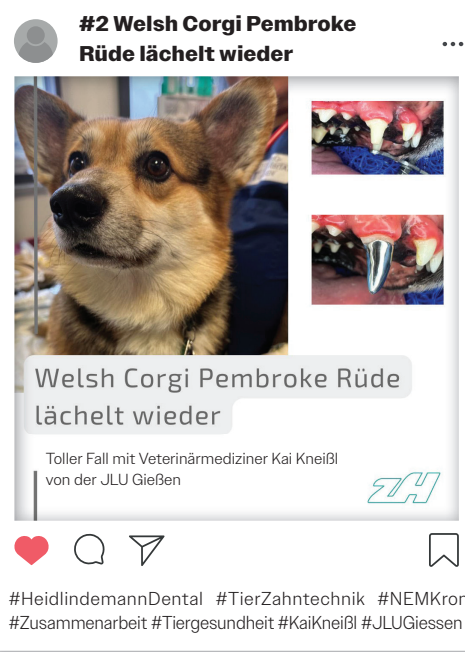 #2 Welsh Corgi Pembroke
Rüde lächelt wieder
Welsh Corgi Pembroke Rüde
lächelt wieder
Toller Fall mit Veterinärmediziner Kai Kneißl
von der JLU Gießen
zH
#HeidlindemannDental #TierZahntechnik #NEMKron
#Zusammenarbeit #Tiergesundheit #KaiKneißl #JLUGiessen